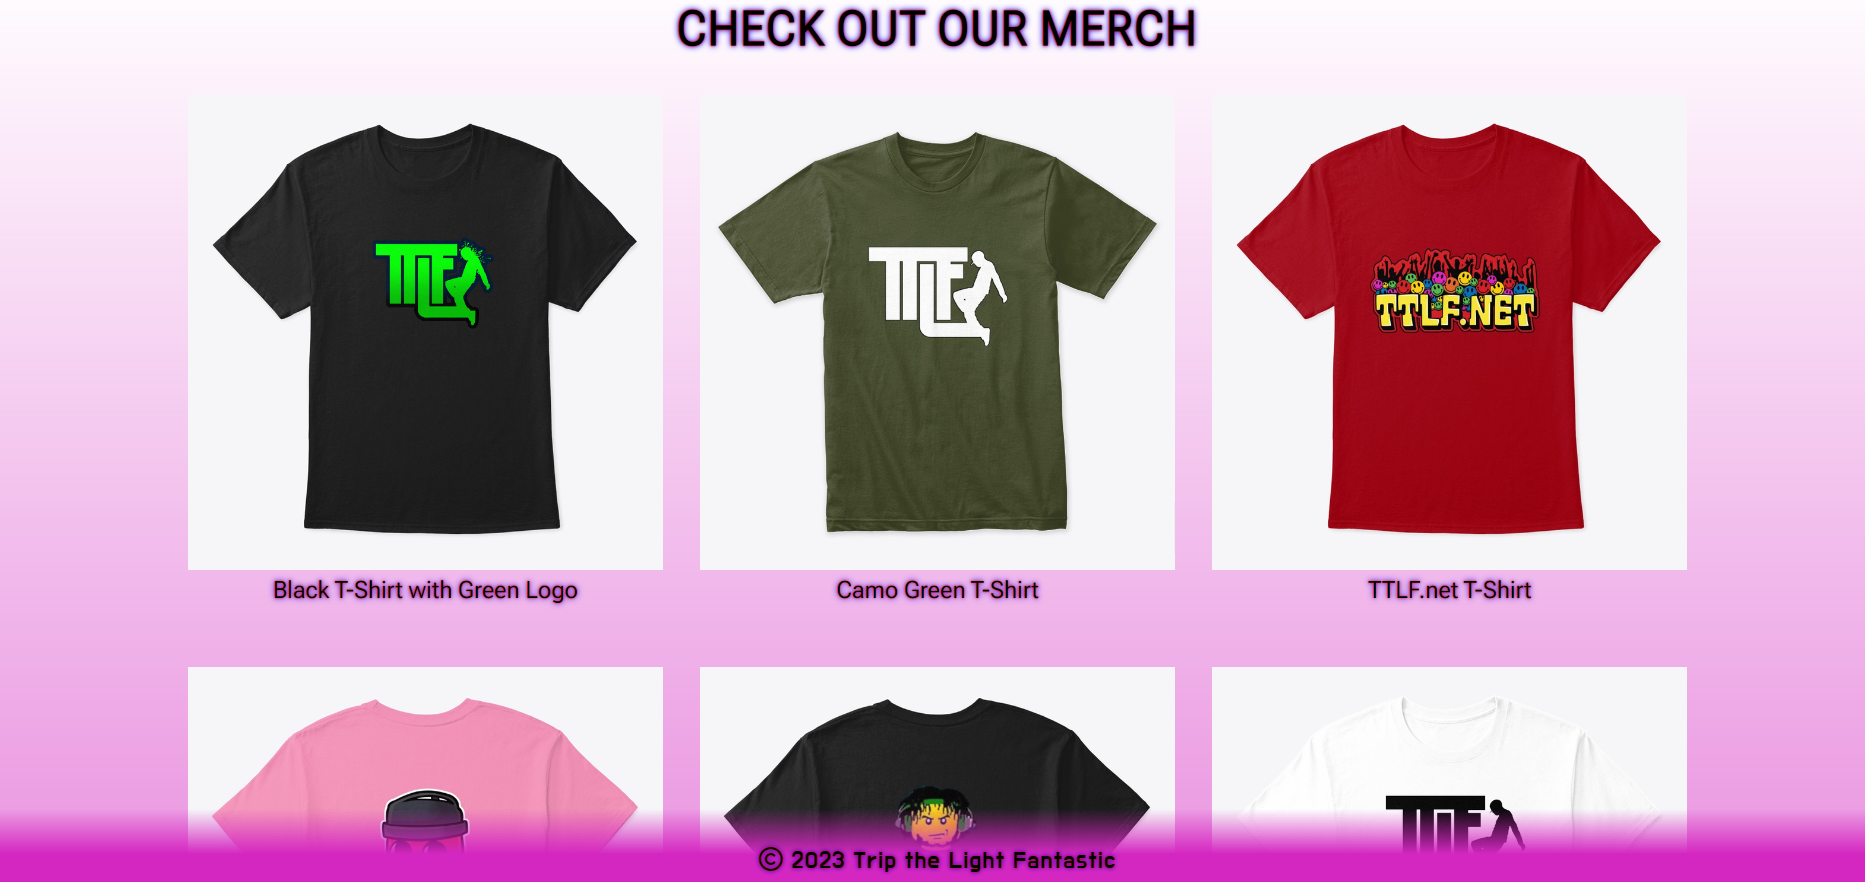 CHECK OUT OUR MERCH
TTLF
TTLF
TTLF.NET
Black T-Shirt with Green Logo
Camo Green T-Shirt
TTLF.net T-Shirt
TTLF
© 2023 Trip the Light Fantastic